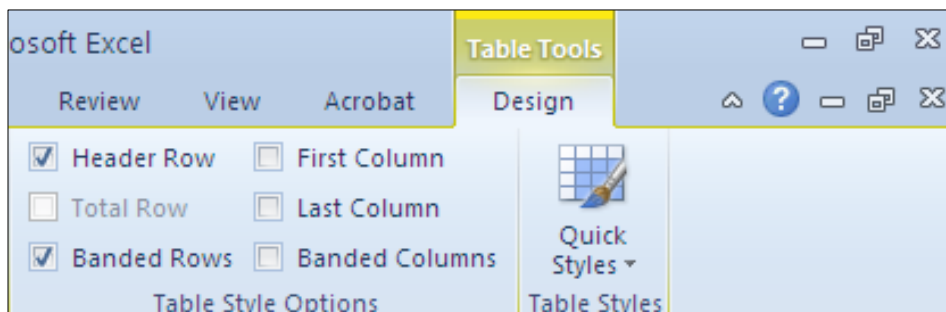 osoft Excel
Table Tools
Review View Acrobat Design
?
Header Row First Column
Total Row Last Column
Banded Rows Banded Columns
Quick
Styles
Table Style Options
Table Styles